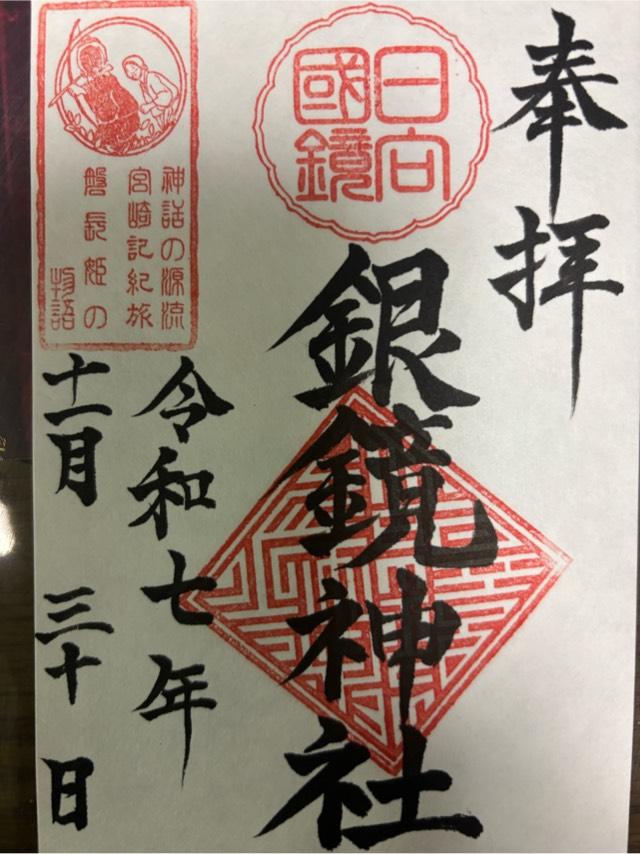 奉拝
日向
國鏡
銀鏡神社
令和七年
十一月 三十日
神話の源流
宮崎記紀旅
磐長姫の
物語